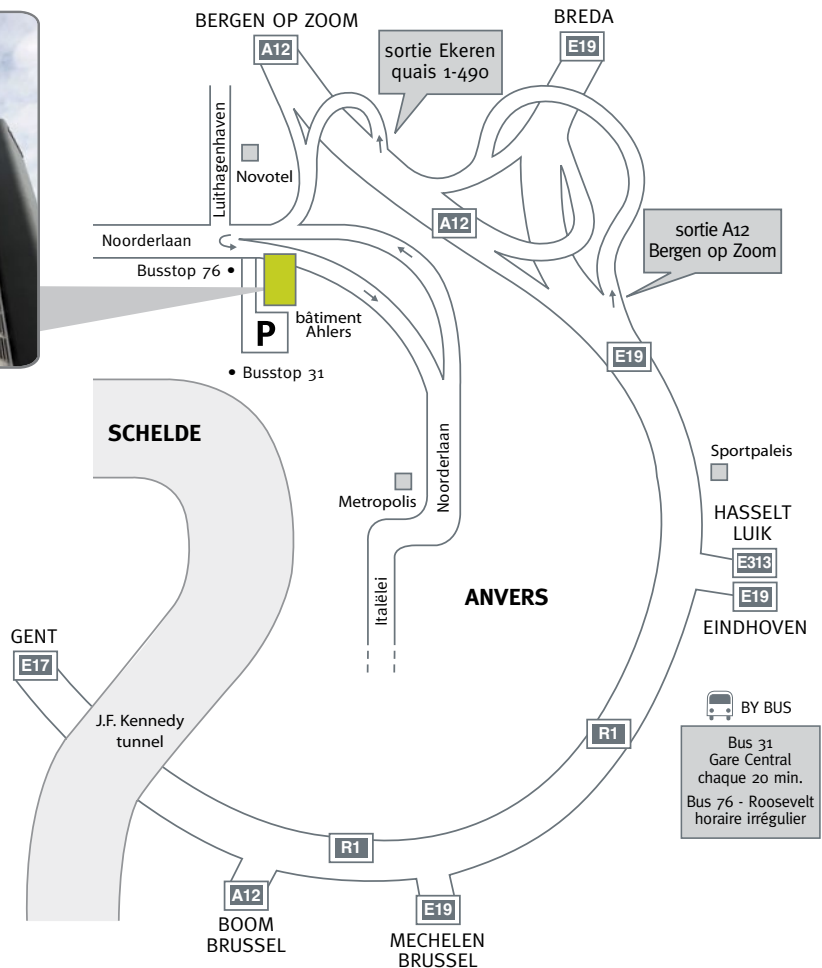 BERGEN OP ZOOM
A12
BREDA
E19
sortie Ekeren
quais 1-490
Luithagenhaven
Novotel
A12
Noorderlaan
sortie A12
Bergen op Zoom
Busstop 76 •
bâtiment
Ahlers
P
• Busstop 31
E19
SCHELDE
Noorderlaan
Metropolis
Sportpaleis
HASSELT
LUIK
E313
E19
EINDHOVEN
Italëlei
ANVERS
GENT
E17
J.F. Kennedy
tunnel
BY BUS
Bus 31
Gare Central
chaque 20 min.
Bus 76 - Roosevelt
horaire irrégulier
R1
R1
A12
BOOM
BRUSSEL
E19
MECHELEN
BRUSSEL